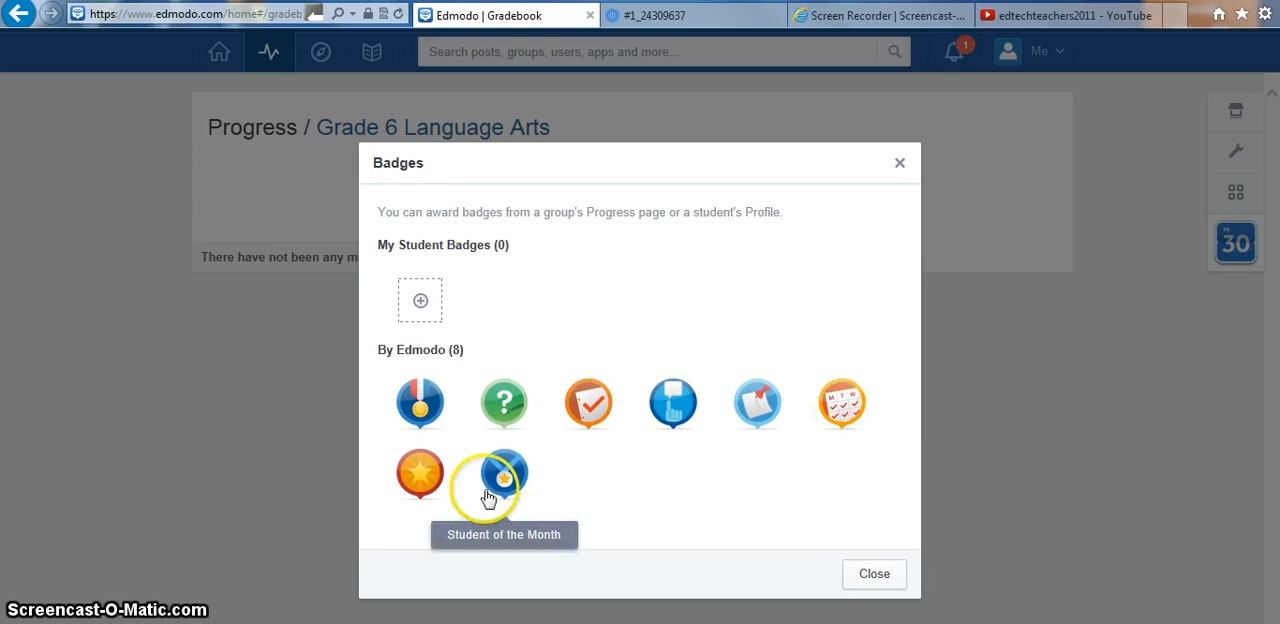 https://www.edmodo.com/home#/gradeb
Edmodo | Gradebook
#1_24309637
Screen Recorder | Screencast-...
edtechteachers2011 - YouTube
Search posts, groups, users, apps and more...
1
Me
Progress / Grade 6 Language Arts
There have not been any m
30
Badges
You can award badges from a group's Progress page or a student's Profile.
My Student Badges (0)
By Edmodo (8)
?
M T W
Student of the Month
Close
Screencast-O-Matic.com